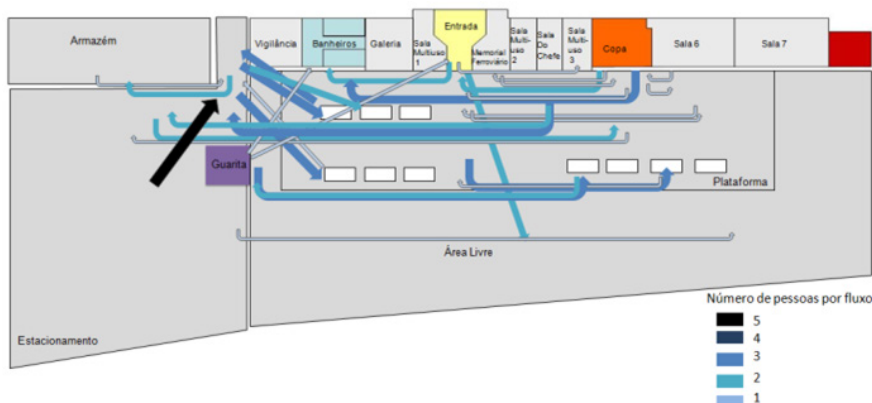 Armazém
Vigilância
Banheiros
Galeria
Sala
Multiuso
1
Entrada
Memorial
Ferroviário
Sala
Multi-
uso
2
Sala
Do
Chefe
Sala
Multi-
uso
3
Copa
Sala 6
Sala 7
Guarita
Plataforma
Área Livre
Estacionamento
Número de pessoas por fluxo
5
4
3
2
1